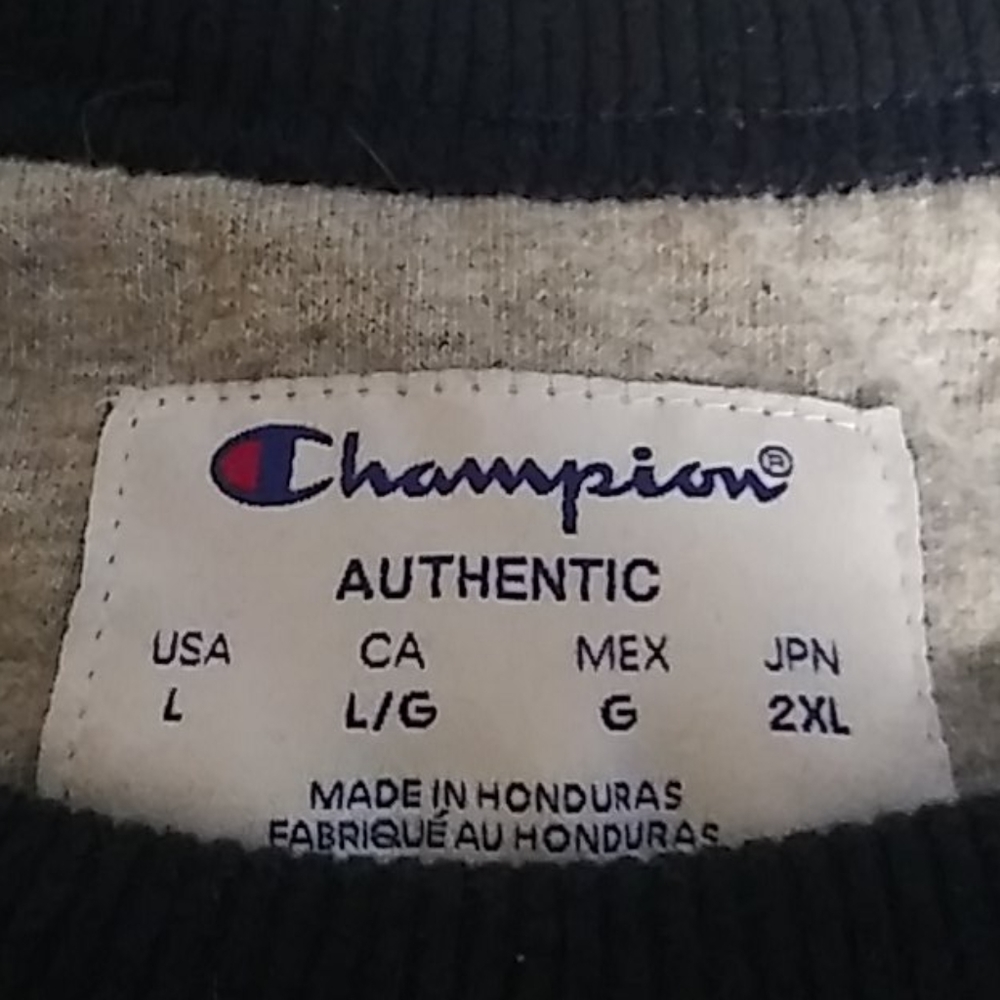 Champion®
AUTHENTIC
USA CA MEX JPN
L L/G G 2XL
MADE IN HONDURAS
FABRIQUÉ AU HONDURAS